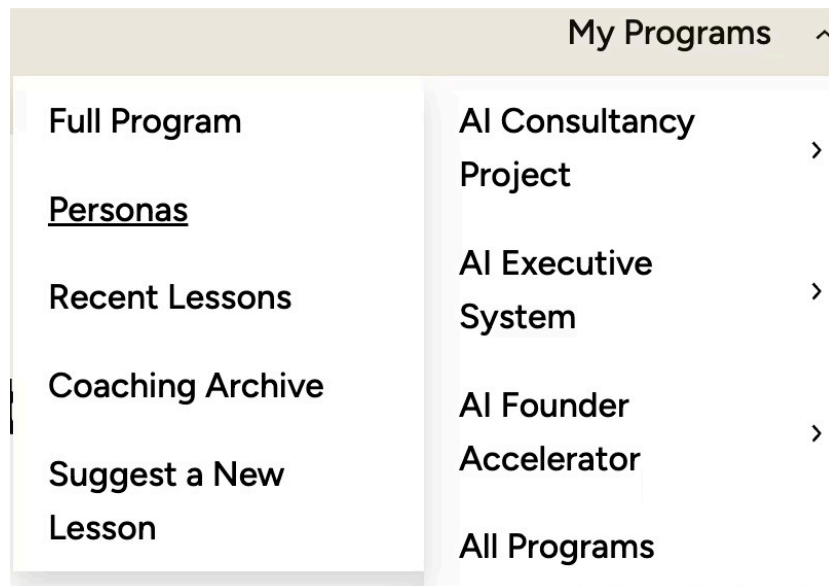 My Programs
Full Program
Personas
Recent Lessons
Coaching Archive
Suggest a New
Lesson
AI Consultancy
Project
AI Executive
System
AI Founder
Accelerator
All Programs